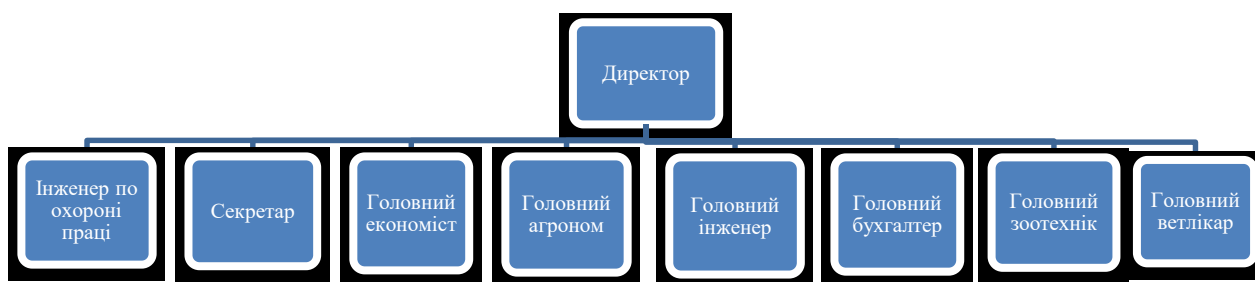 Директор
Інженер по
охороні
праці
Секретар
Головний
економіст
Головний
агроном
Головний
інженер
Головний
бухгалтер
Головний
зоотехнік
Головний
ветлікар